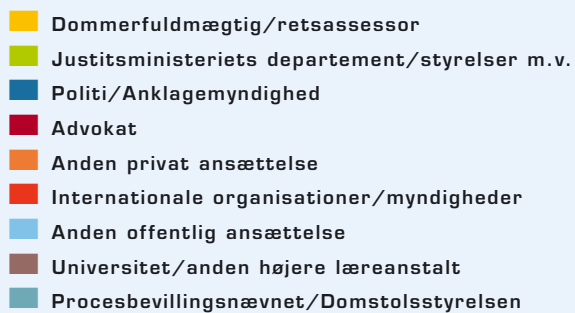 Dommerfuldmægtig/retsassessor
Justitsministeriets departement/styrelser m.v.
Politi/Anklagemyndighed
Advokat
Anden privat ansættelse
Internationale organisationer/myndigheder
Anden offentlig ansættelse
Universitet/anden højere læreanstalt
Procesbevillingsnævnet/Domstolsstyrelsen